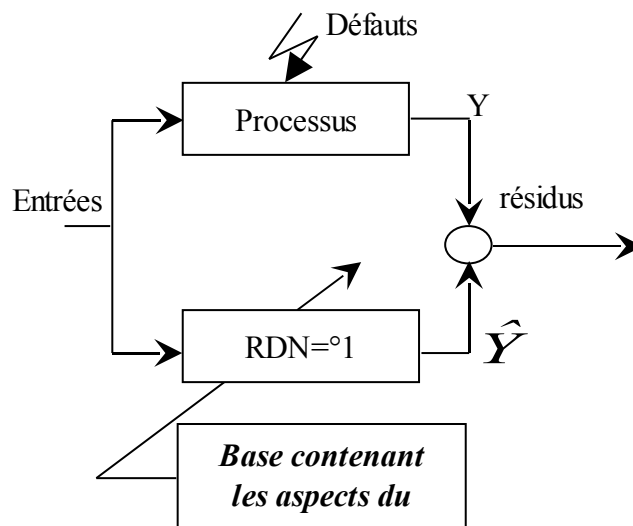 Défauts
Processus
Y
Entrées
résidus
RDN=°1
Ŷ
Base contenant
les aspects du